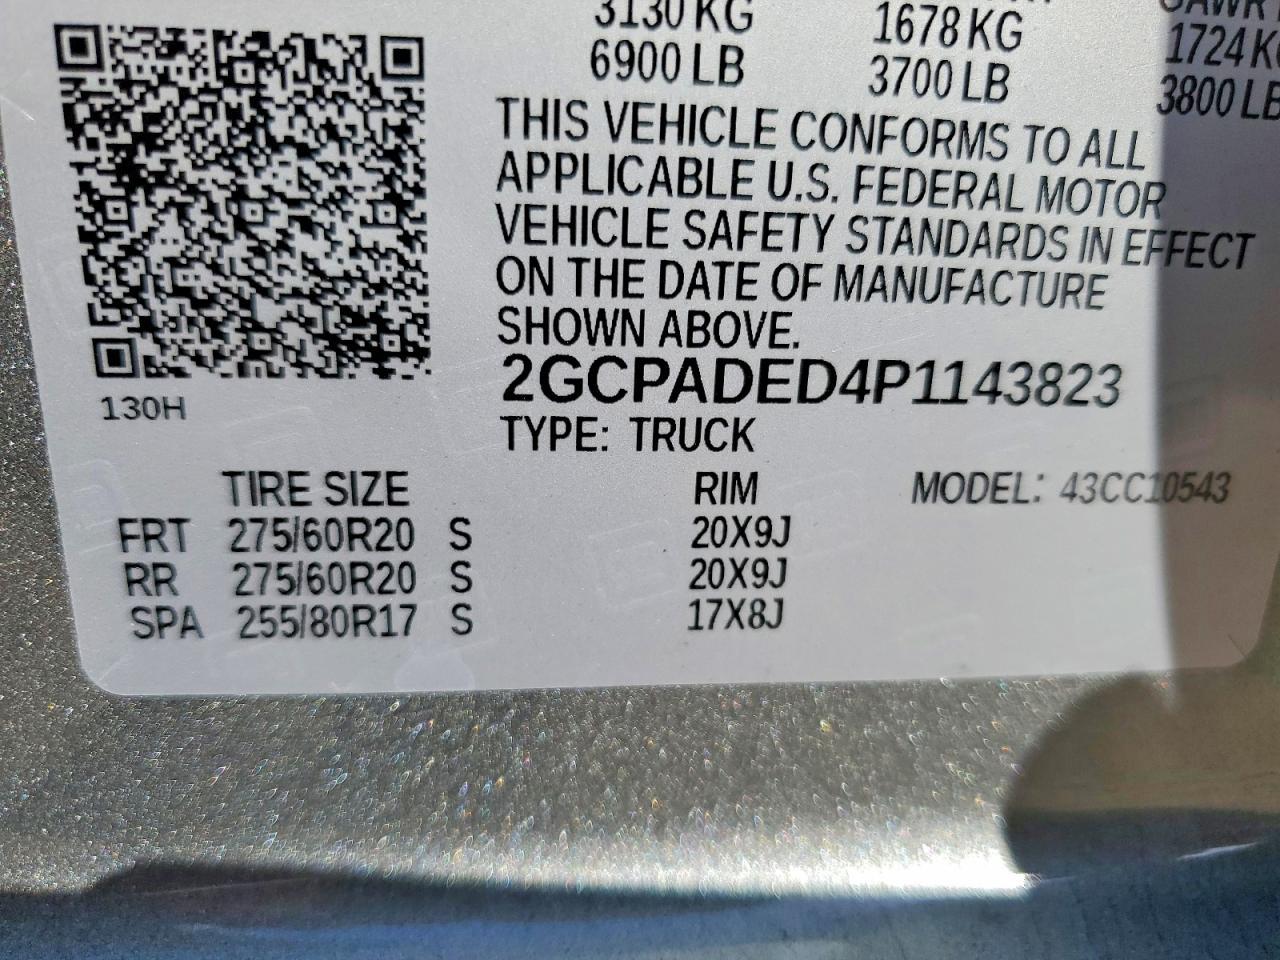 3130 KG 1678 KG 1724 KG
6900 LB 3700 LB 3800 LB
THIS VEHICLE CONFORMS TO ALL
APPLICABLE U.S. FEDERAL MOTOR
VEHICLE SAFETY STANDARDS IN EFFECT
ON THE DATE OF MANUFACTURE
SHOWN ABOVE.
2GCPADED4P1143823
130H
TYPE: TRUCK
TIRE SIZE RIM MODEL: 43CC10543
FRT 275/60R20 S 20X9J
RR 275/60R20 S 20X9J
SPA 255/80R17 S 17X8J